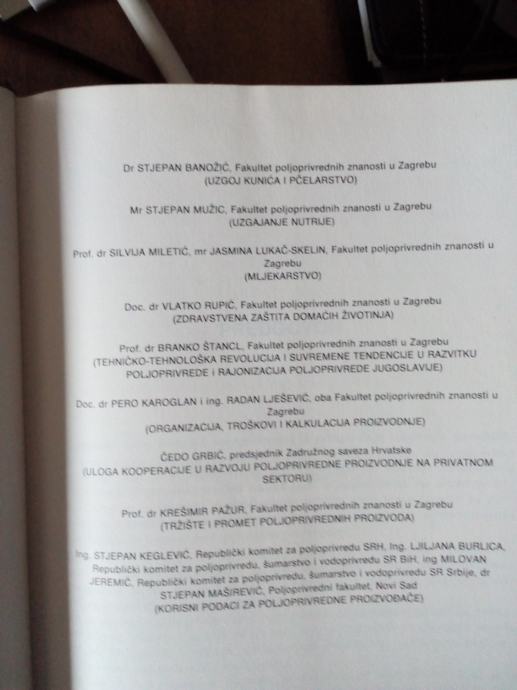 Dr STJEPAN BANOŽIĆ, Fakultet poljoprivrednih znanosti u Zagrebu
(UZGOJ KUNIĆA I PČELARSTVO)
Mr STJEPAN MUŽIC, Fakultet poljoprivrednih znanosti u Zagrebu
(UZGAJANJE NUTRIJE)
Prof. dr SILVIJA MILETIĆ, mr JASMINA LUKAČ-SKELIN, Fakultet poljoprivrednih znanosti u
Zagrebu
(MLJEKARSTVO)
Doc. dr VLATKO RUPIĆ, Fakultet poljoprivrednih znanosti u Zagrebu
(ZDRAVSTVENA ZAŠTITA DOMAĆIH ŽIVOTINJA)
Prof. dr BRANKO ŠTANCL, Fakultet poljoprivrednih znanosti u Zagrebu
(TEHNIČKO-TEHNOLOŠKA REVOLUCIJA I SUVREMENE TENDENCIJE U RAZVITKU
POLJOPRIVREDE i RAJONIZACIJA POLJOPRIVREDE JUGOSLAVIJE)
Doc. dr PERO KAROGLAN i ing. RADAN LJEŠEVIĆ, oba Fakultet poljoprivrednih znanosti u
Zagrebu
(ORGANIZACIJA, TROŠKOVI I KALKULACIJA PROIZVODNJE)
ČEDO GRBIĆ, predsjednik Zadružnog saveza Hrvatske
(ULOGA KOOPERACIJE U RAZVOJU POLJOPRIVREDNE PROIZVODNJE NA PRIVATNOM
SEKTORU)
Prof. dr KREŠIMIR PAŽUR, Fakultet poljoprivrednih znanosti u Zagrebu
(TRŽIŠTE I PROMET POLJOPRIVREDNIH PROIZVODA)
Ing. STJEPAN KEGLEVIĆ, Republički komitet za poljoprivredu SRH, Ing. LJILJANA BURLICA,
Republički komitet za poljoprivredu, šumarstvo i vodoprivredu SR BiH, ing MILOVAN
JEREMIĆ, Republički komitet za poljoprivredu, šumarstvo i vodoprivredu SR Srbije, dr
STJEPAN MAŠIREVIĆ, Poljoprivredni fakultet, Novi Sad
(KORISNI PODACI ZA POLJOPRIVREDNE PROIZVOĐAČE)